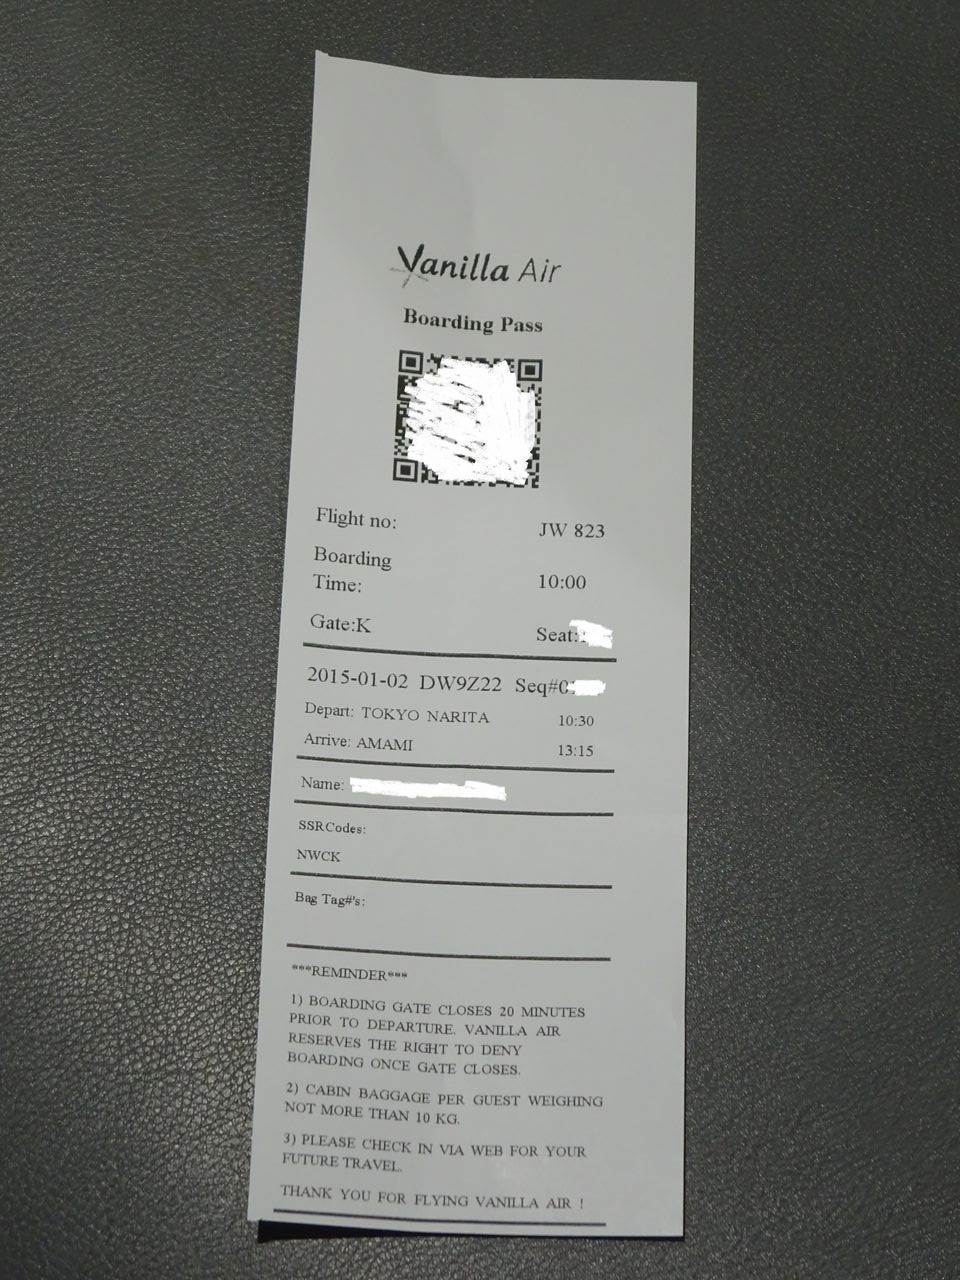 Vanilla Air
Boarding Pass
Flight no: JW 823
Boarding
Time: 10:00
Gate:K Seat:
2015-01-02 DW9Z22 Seq#0
Depart: TOKYO NARITA 10:30
Arrive: AMAMI 13:15
Name:
SSRCodes:
NWCK
Bag Tag#'s:
***REMINDER***
1) BOARDING GATE CLOSES 20 MINUTES
PRIOR TO DEPARTURE. VANILLA AIR
RESERVES THE RIGHT TO DENY
BOARDING ONCE GATE CLOSES.
2) CABIN BAGGAGE PER GUEST WEIGHING
NOT MORE THAN 10 KG.
3) PLEASE CHECK IN VIA WEB FOR YOUR
FUTURE TRAVEL.
THANK YOU FOR FLYING VANILLA AIR !